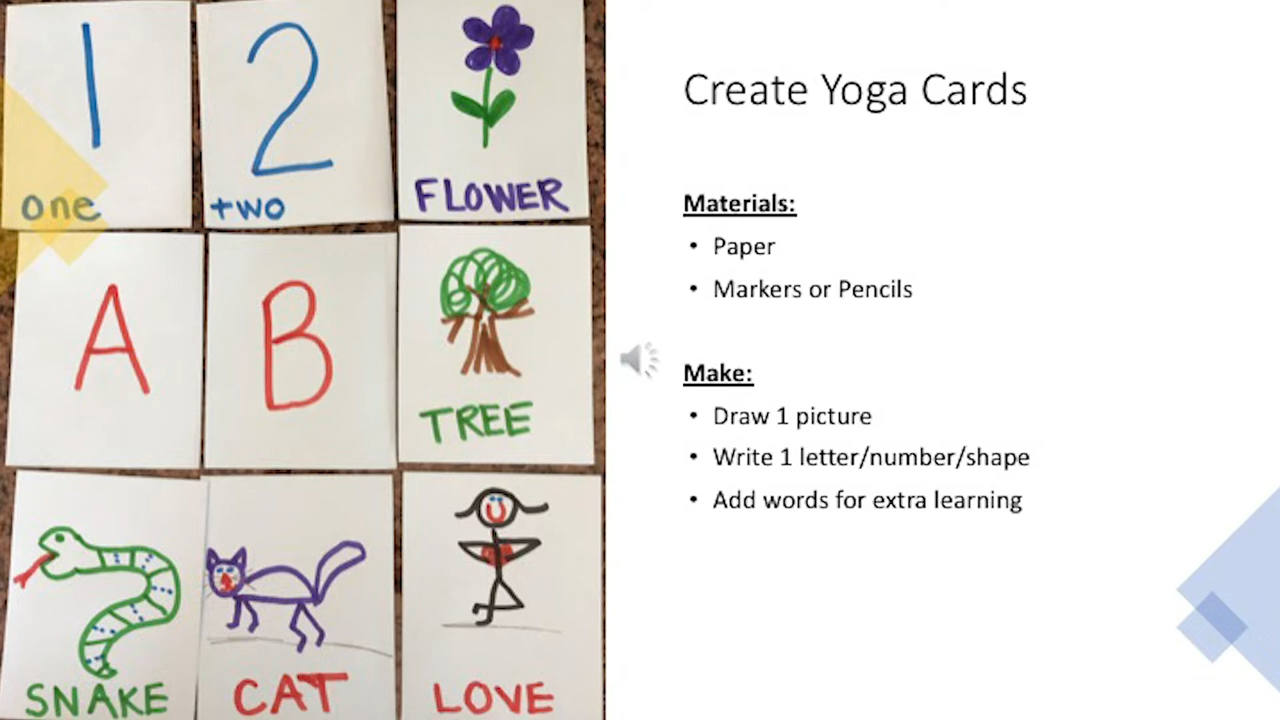 1
one
2
two
FLOWER
A
B
TREE
SNAKE
CAT
LOVE
Create Yoga Cards
Materials:
• Paper
• Markers or Pencils
Make:
• Draw 1 picture
• Write 1 letter/number/shape
• Add words for extra learning